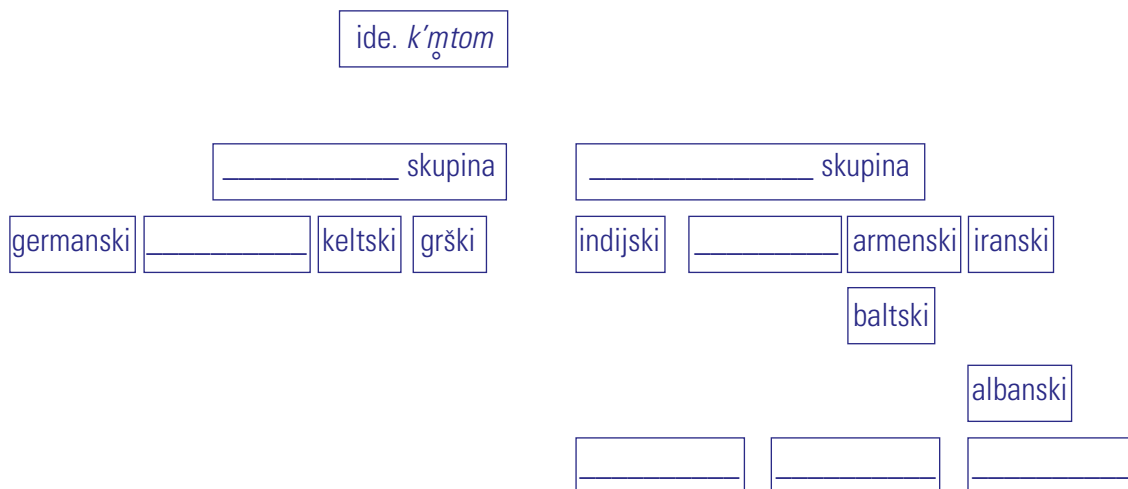 ide. k’m̥tom
____________ skupina
________________ skupina
germanski ___________ keltski grški indijski __________ armenski iranski
baltski
albanski
___________ ___________ ___________